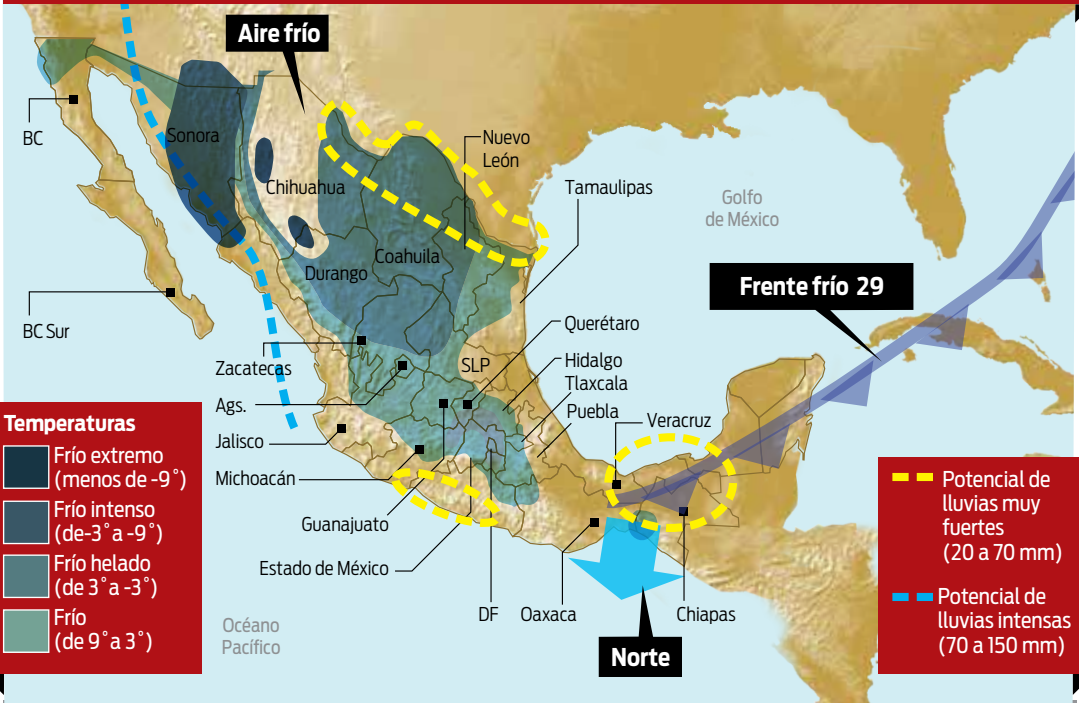 Aire frío
BC
Sonora
Nuevo
León
Chihuahua
Tamaulipas
Golfo
de México
Coahuila
Durango
Frente frío 29
BC Sur
Querétaro
Zacatecas
SLP
Hidalgo
Tlaxcala
Ags.
Puebla
Veracruz
Jalisco
Michoacán
Guanajuato
Estado de México
DF
Oaxaca
Chiapas
Océano
Pacífico
Norte
Temperaturas
Frío extremo
(menos de -9˚)
Frío intenso
(de-3˚a -9˚)
Frío helado
(de 3˚a -3˚)
Frío
(de 9˚a 3˚)
Potencial de
lluvias muy
fuertes
(20 a 70 mm)
Potencial de
lluvias intensas
(70 a 150 mm)